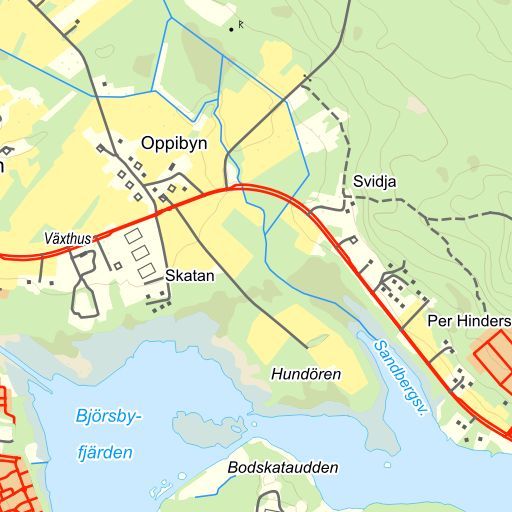 Oppibyn
n
Svidja
Växthus
Skatan
Per Hinders
Sandbergsv.
Hundören
Björsby-
fjärden
Bodskataudden